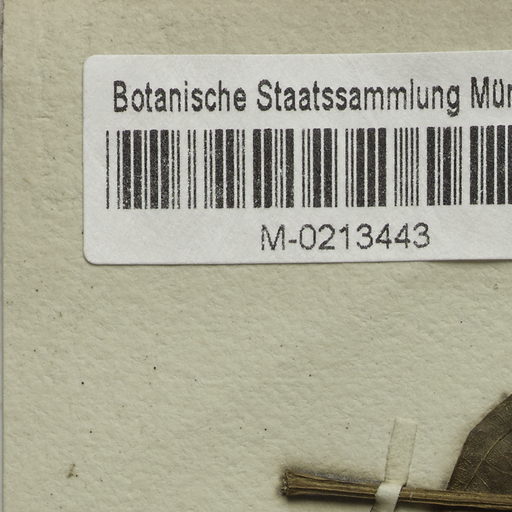 Botanische Staatssammlung Mün
M-0213443